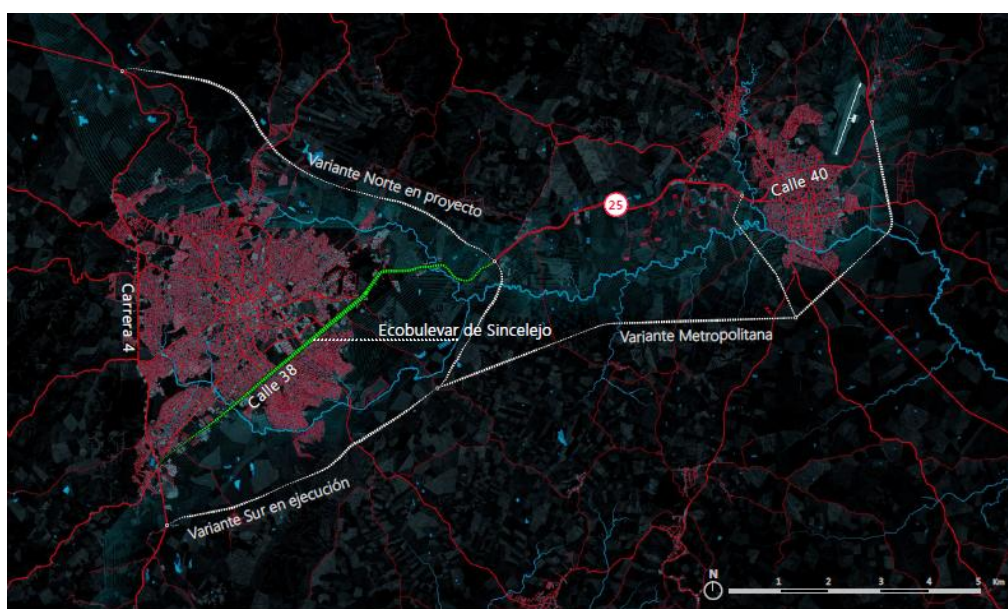 Variante Norte en proyecto
Calle 40
25
Carrera 4
Ecobulevar de Sincelejo
Variante Metropolitana
Calle 38
Variante Sur en ejecución
N
1 2 3 4 5 Km